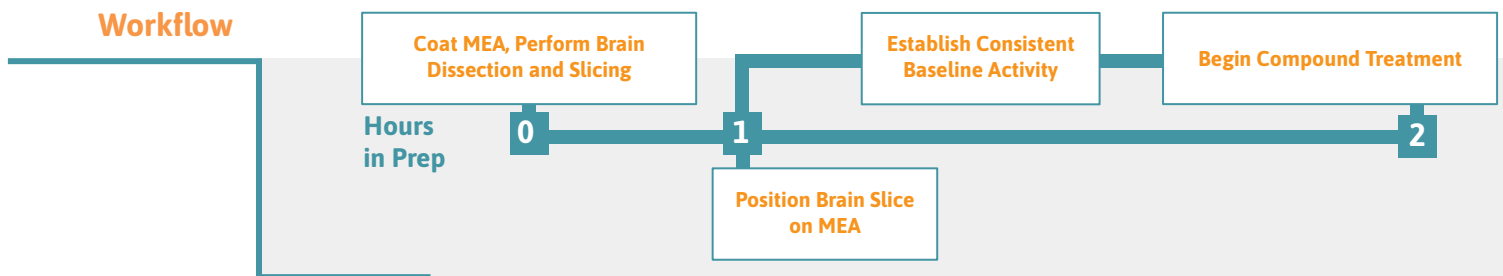 Workflow
Coat MEA, Perform Brain
Dissection and Slicing
Establish Consistent
Baseline Activity
Begin Compound Treatment
Hours
in Prep
0
1
2
Position Brain Slice
on MEA